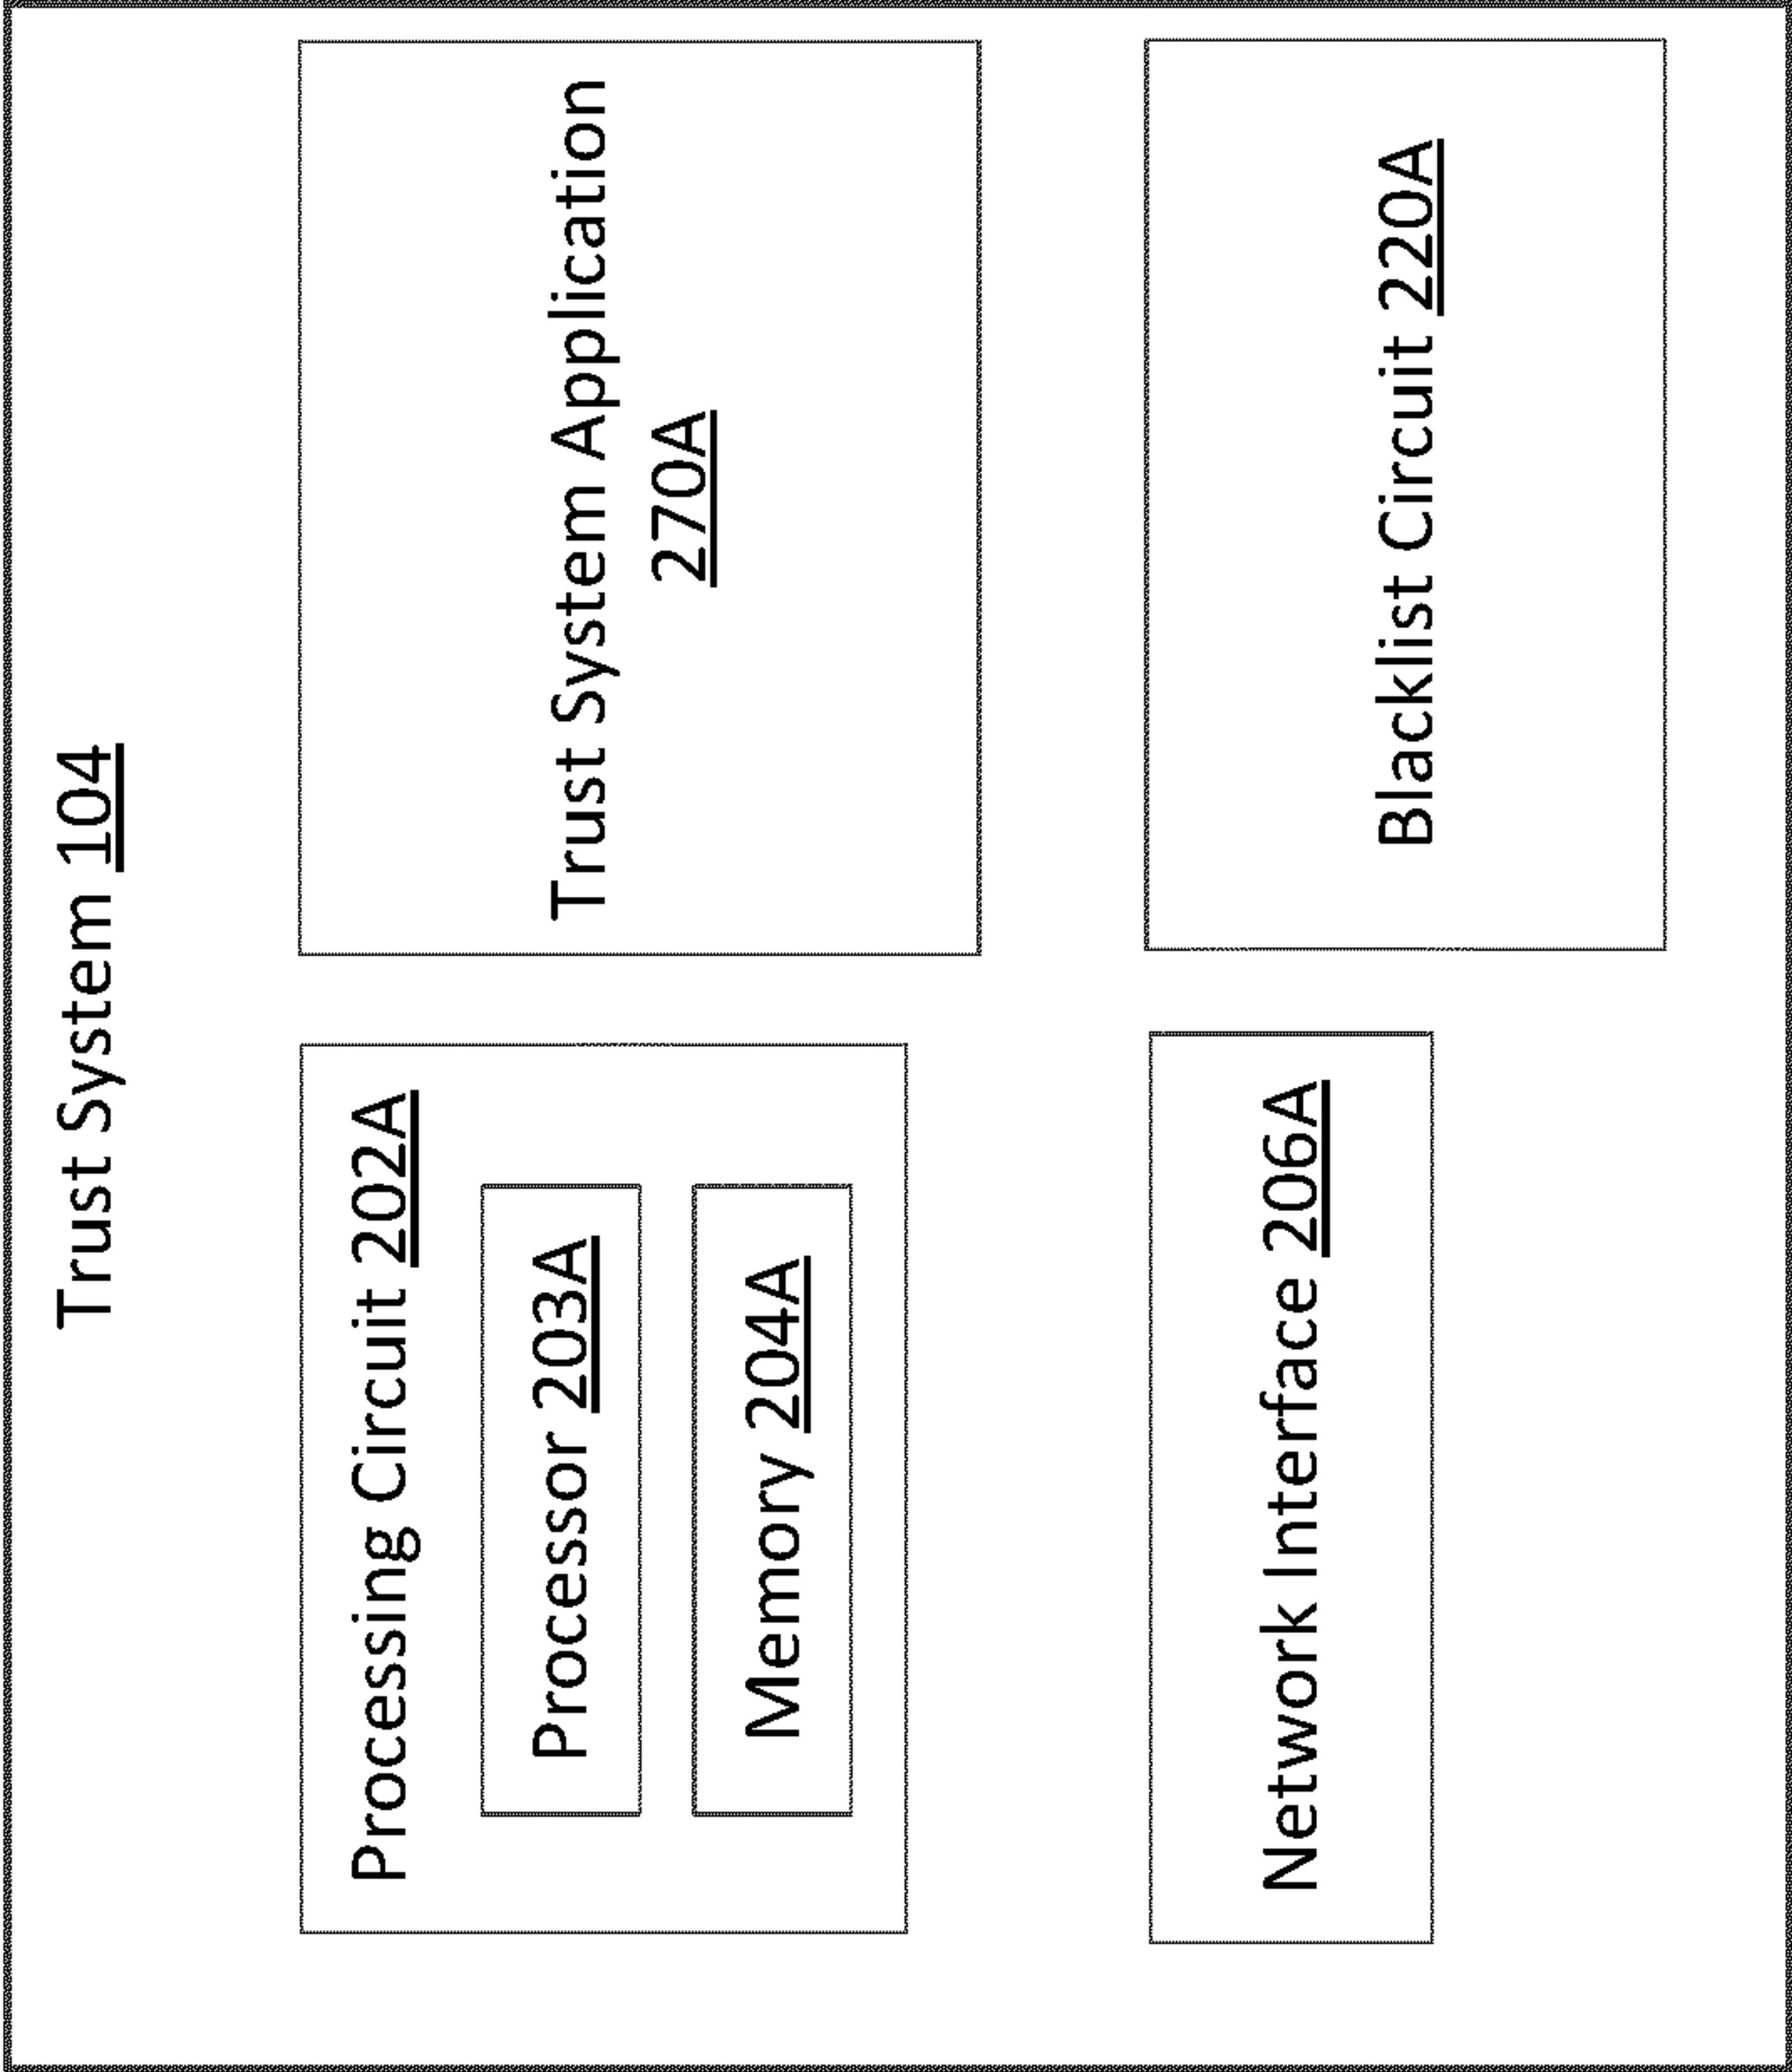 Trust System 104
Processing Circuit 202A
Processor 203A
Memory 204A
Trust System Application
270A
Network Interface 206A
Blacklist Circuit 220A